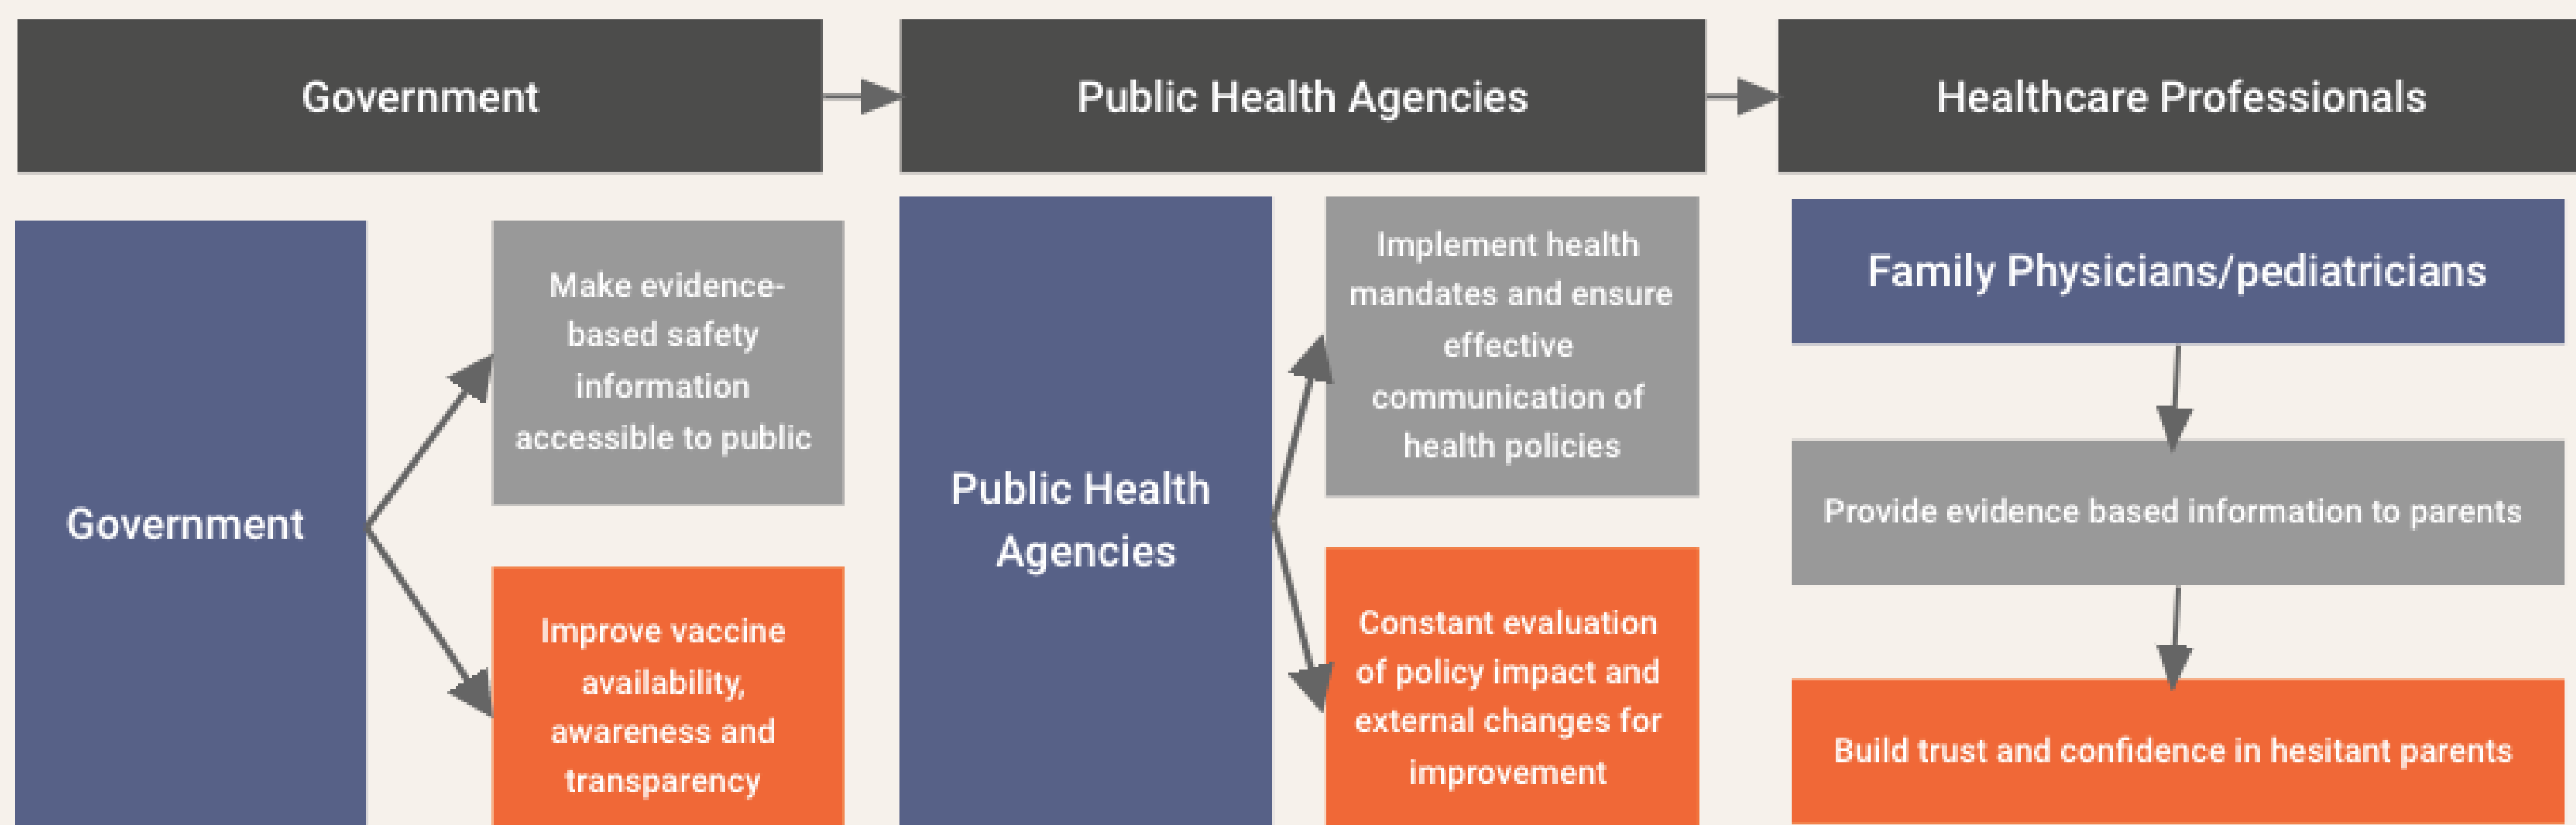 Government
Public Health Agencies
Healthcare Professionals
Government
Make evidence-
based safety
information
accessible to public
Improve vaccine
availability,
awareness and
transparency
Public Health
Agencies
Implement health
mandates and ensure
effective
communication of
health policies
Constant evaluation
of policy impact and
external changes for
improvement
Family Physicians/pediatricians
Provide evidence based information to parents
Build trust and confidence in hesitant parents